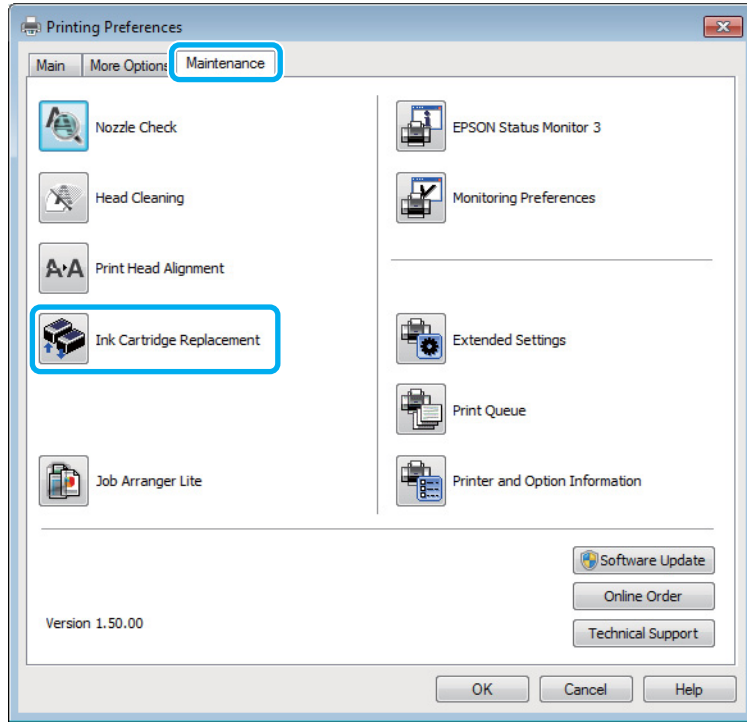 Printing Preferences
Main
More Options
Maintenance
Nozzle Check
EPSON Status Monitor 3
Head Cleaning
Monitoring Preferences
A A Print Head Alignment
Ink Cartridge Replacement
Extended Settings
Print Queue
Job Arranger Lite
Printer and Option Information
Software Update
Online Order
Version 1.50.00
Technical Support
OK
Cancel
Help